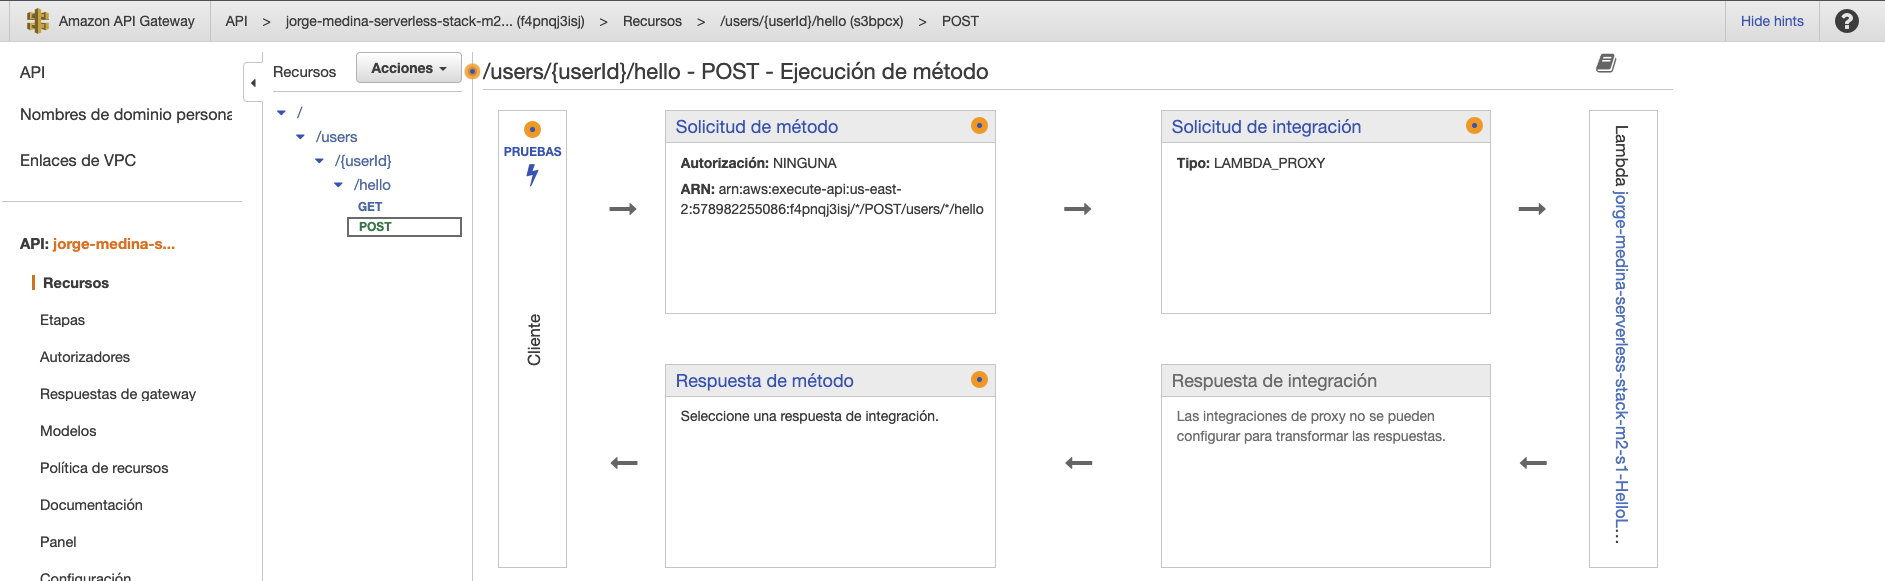 Amazon API Gateway
API > jorge-medina-serverless-stack-m2... (f4pnqj3isj) > Recursos > /users/{userId}/hello (s3bpcx) > POST
Hide hints
?
API
Nombres de dominio persona
Enlaces de VPC
API: jorge-medina-s...
Recursos
Etapas
Autorizadores
Respuestas de gateway
Modelos
Política de recursos
Documentación
Panel
Configuración
Recursos
Acciones
/
/users
/{userId}
/hello
GET
POST
/users/{userId}/hello - POST - Ejecución de método
PRUEBAS
Cliente
Solicitud de método
Autorización: NINGUNA
ARN: arn:aws:execute-api:us-east-
2:578982255086:f4pnqj3isj/*/POST/users/*/hello
Solicitud de integración
Tipo: LAMBDA_PROXY
Lambda jorge-medina-serverless-stack-m2-s1-HelloL...
Respuesta de método
Seleccione una respuesta de integración.
Respuesta de integración
Las integraciones de proxy no se pueden
configurar para transformar las respuestas.